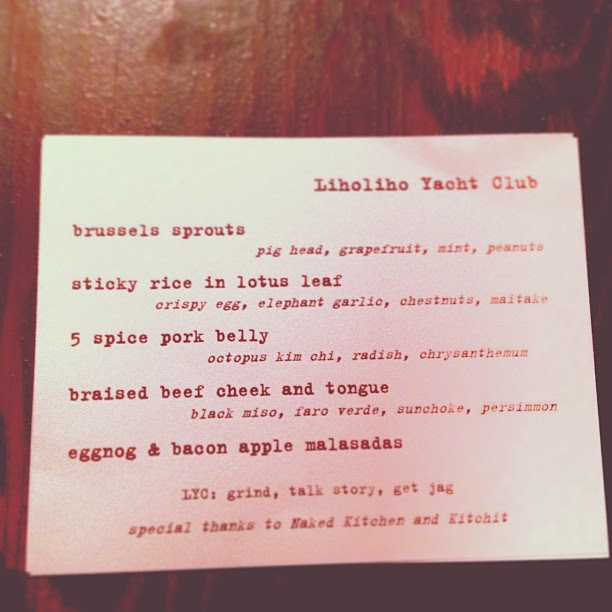 Liholiho Yacht Club
brussels sprouts
pig head, grapefruit, mint, peanuts
sticky rice in lotus leaf
crispy egg, elephant garlic, chestnuts, maitake
5 spice pork belly
octopus kim chi, radish, chrysanthemum
braised beef cheek and tongue
black miso, faro verde, sunchoke, persimmon
eggnog & bacon apple malasadas
LYC: grind, talk story, get jag
special thanks to Naked Kitchen and Kitchit